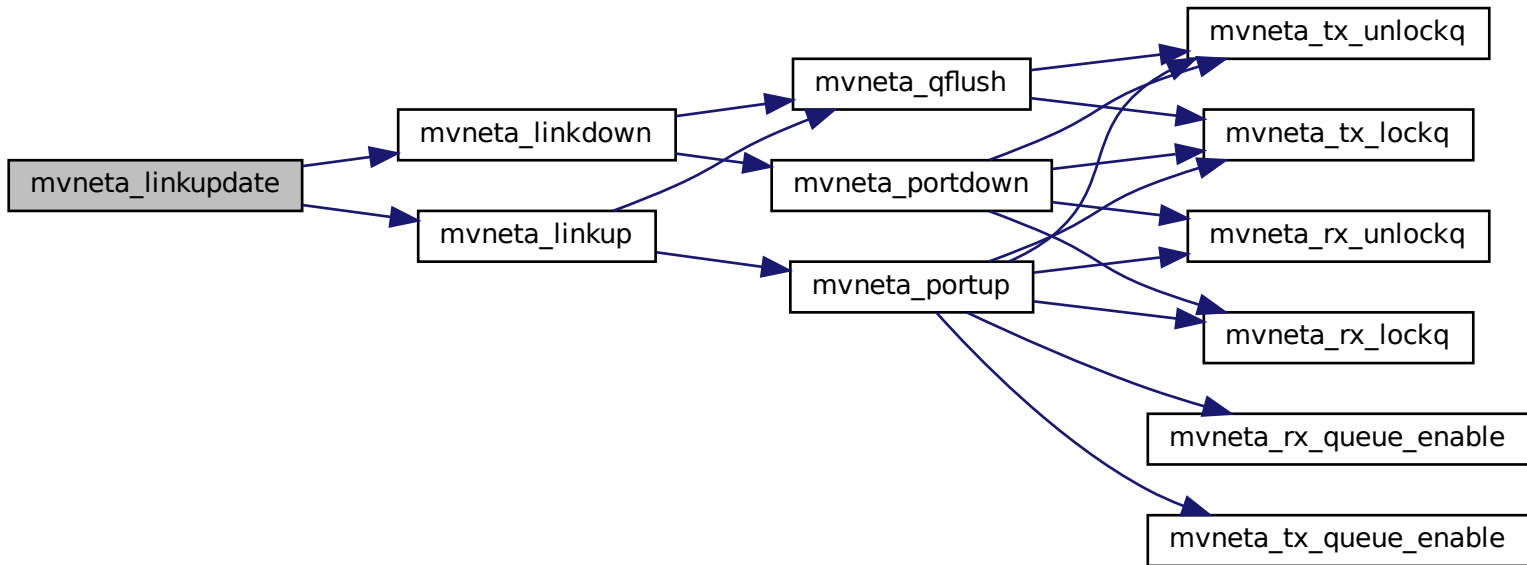 mvneta_linkupdate
mvneta_linkdown
mvneta_linkup
mvneta_qflush
mvneta_portdown
mvneta_portup
mvneta_tx_unlockq
mvneta_tx_lockq
mvneta_rx_unlockq
mvneta_rx_lockq
mvneta_rx_queue_enable
mvneta_tx_queue_enable